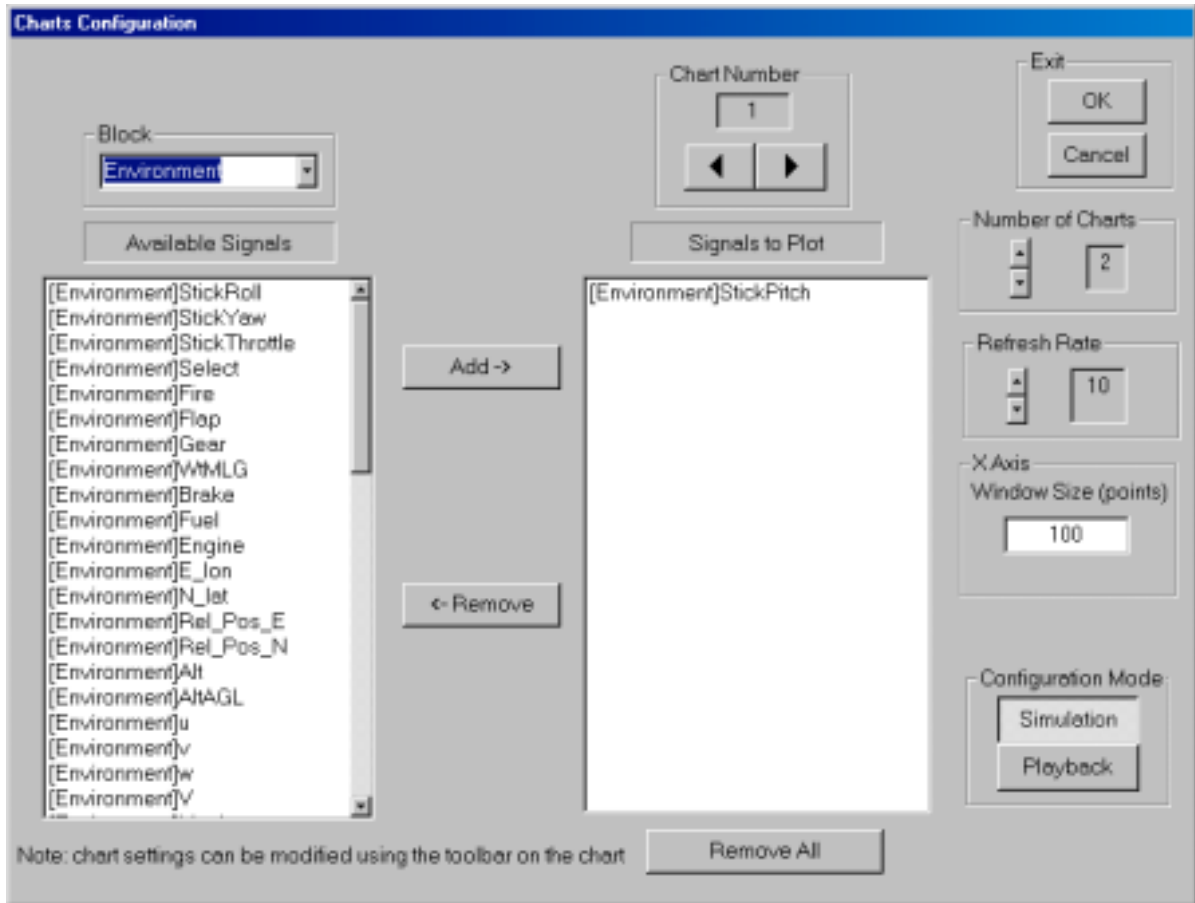 Charts Configuration
Block
Environment
Available Signals
[Environment]StickRoll
[Environment]StickYaw
[Environment]StickThrottle
[Environment]Select
[Environment]Fire
[Environment]Flap
[Environment]Gear
[Environment]WtMLG
[Environment]Brake
[Environment]Fuel
[Environment]Engine
[Environment]E_lon
[Environment]N_lat
[Environment]Rel_Pos_E
[Environment]Rel_Pos_N
[Environment]Alt
[Environment]AltAGL
[Environment]u
[Environment]v
[Environment]w
[Environment]V
Add ->
<- Remove
Chart Number
1
Signals to Plot
[Environment]StickPitch
Remove All
Exit
OK
Cancel
Number of Charts
2
Refresh Rate
10
X Axis
Window Size (points)
100
Configuration Mode
Simulation
Playback
Note: chart settings can be modified using the toolbar on the chart